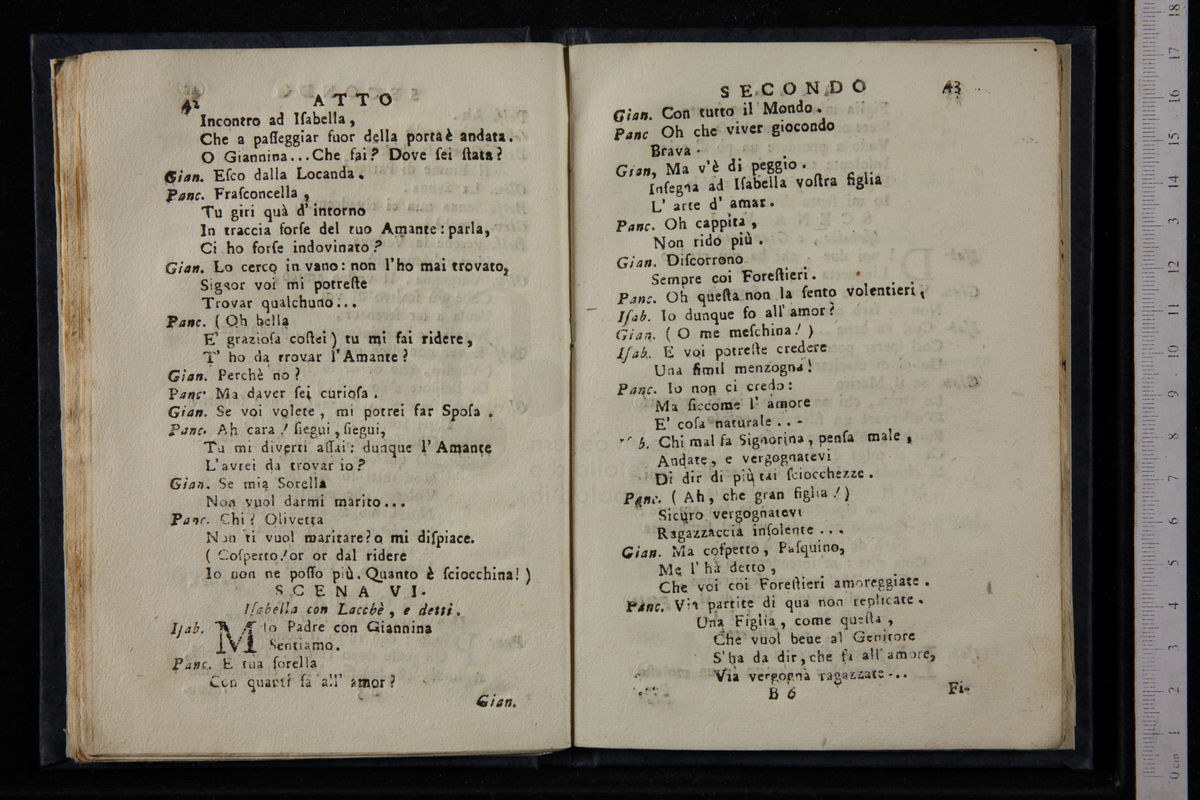 42 ATTO
Incontro ad Iſabella,
Che a paſſeggiar fuor della porta è andata.
O Giannina...Che fai? Dove ſei ſtata?
Gian. Eſco dalla Locanda.
Panc. Fraſconcella,
Tu giri quà d'intorno
In traccia forſe del tuo Amante: parla,
Ci ho forſe indovinato?
Gian. Lo cerco in vano: non l'ho mai trovato,
Signor voi mi potreſte
Trovar qualchuno...
Panc. (Oh bella
E' grazioſa coſtei) tu mi fai ridere,
T' ho da trovar l'Amante?
Gian. Perchè no?
Panc. Ma daver ſei curioſa.
Gian. Se voi volete, mi potrei far Spoſa.
Panc. Ah cara! ſiegui, ſiegui,
Tu mi diverti aſſai: dunque l'Amante
L'avrei da trovar io?
Gian. Se mia Sorella
Non vuol darmi marito...
Panc. Chi? Olivetta
Non ti vuol maritare? o mi diſpiace.
(Coſpetto! or or dal ridere
Io non ne poſſo più. Quanto è ſciocchina!)
SCENA VI.
Iſabella con Lacchè, e detti.
Iſab. MIo Padre con Giannina
Sentiamo.
Panc. E tua ſorella
Con quanti fa all' amor?
Gian.
SECONDO 43
Gian. Con tutto il Mondo.
Panc Oh che viver giocondo
Brava.
Gian, Ma v'è di peggio.
Inſegna ad Iſabella voſtra figlia
L' arte d' amar.
Panc. Oh cappita,
Non rido più.
Gian. Diſcorrono
Sempre coi Foreſtieri.
Panc. Oh queſta non la ſento volentieri,
Iſab. Io dunque fo all'amor?
Gian. (O me meſchina!)
Iſab. E voi potreſte credere
Una ſimil menzogna!
Panc. Io non ci credo:
Ma ſiccome l' amore
E' coſa naturale..-
Iſab. Chi mal fa Signorina, penſa male,
Andate, e vergognatevi
Di dir di più tai ſciocchezze.
Panc. (Ah, che gran figlia!)
Sicuro vergognatevi
Ragazzaccia inſolente...
Gian. Ma coſpetto, Paſquino,
Me l'hà detto,
Che voi coi Foreſtieri amoreggiate.
Panc. Via partite di qua non replicate.
Una Figlia, come queſta,
Che vuol bene al Genitore
S'ha da dir, che fa all'amore,
Via vergogna ragazzate-..
B 6
Fi-